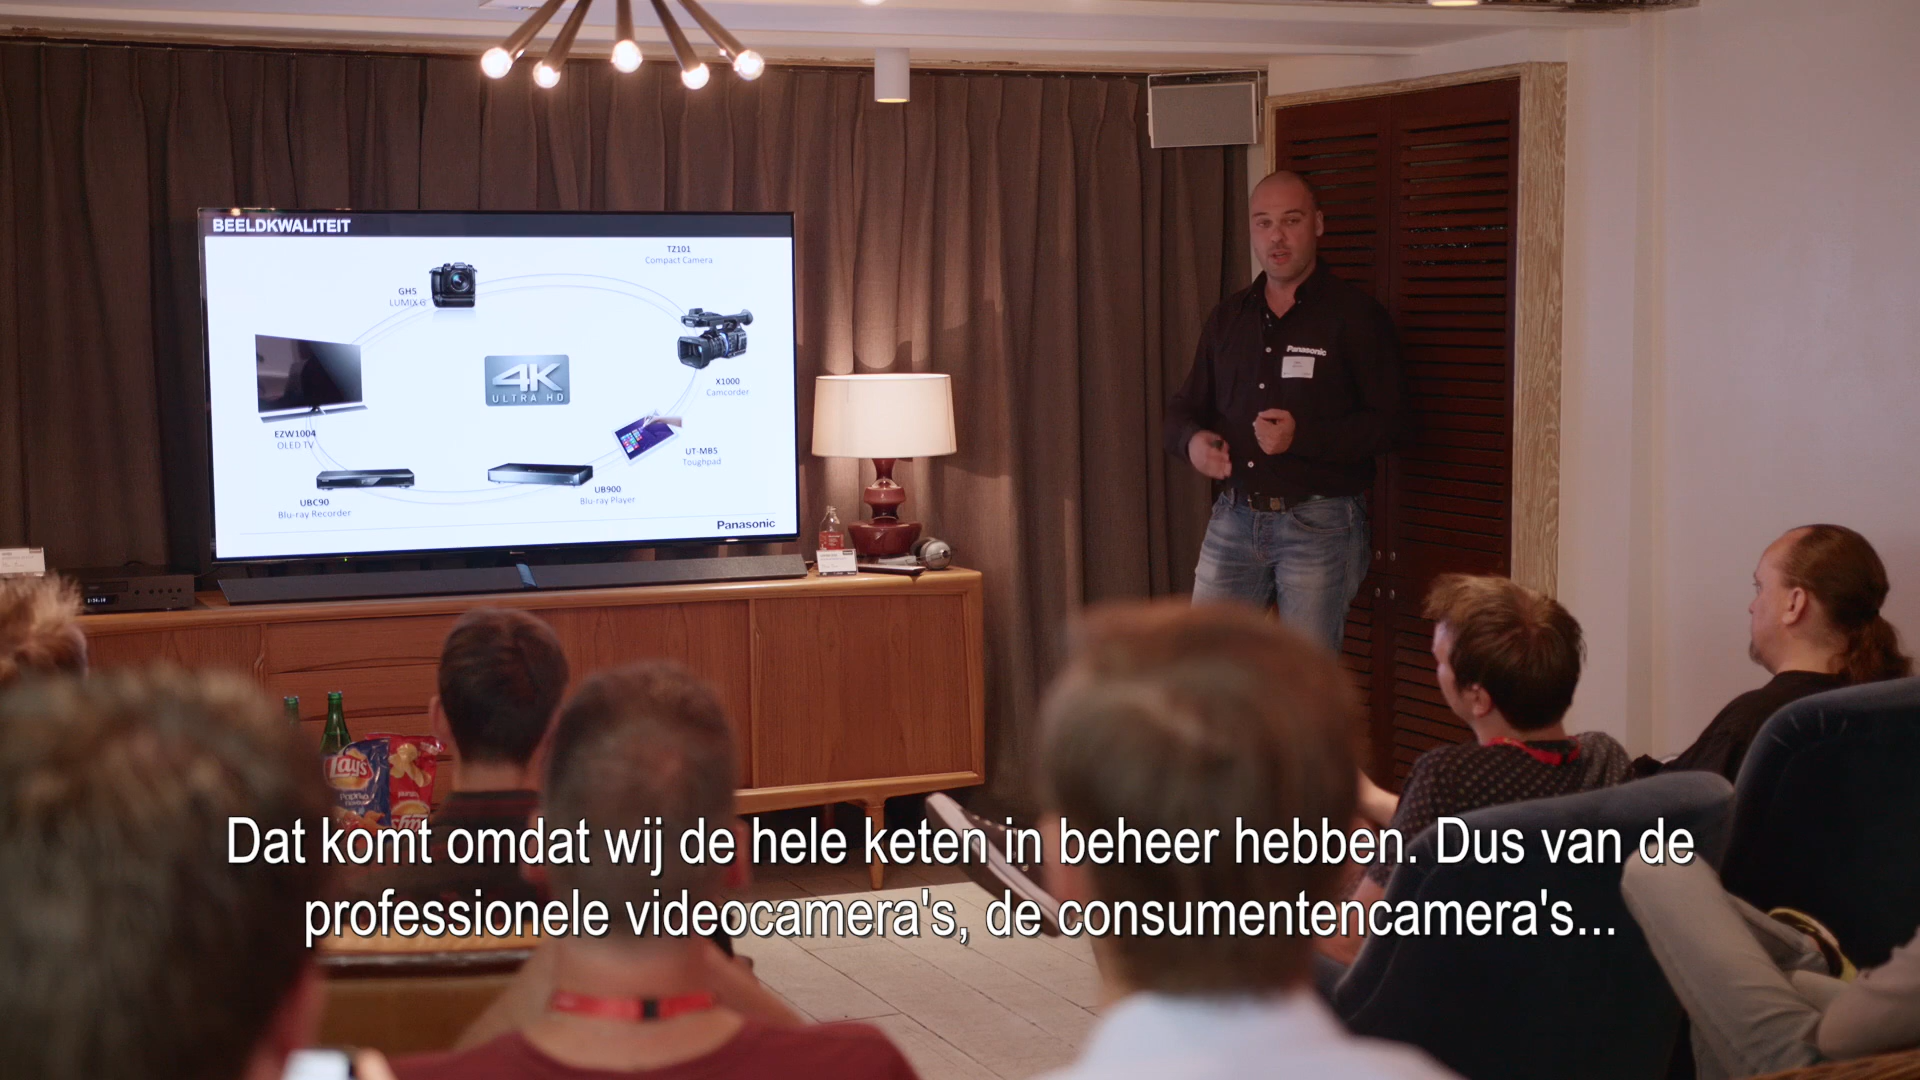 BEELDKWALITEIT
TZ101
Compact Camera
GH5
LUMIX G
4K
ULTRA HD
X1000
Camcorder
EZW1004
OLED TV
UT-MB5
Toughpad
UB900
Blu-ray Player
UBC90
Blu-ray Recorder
Panasonic
Panasonic
Lay's
Paprika
Dat komt omdat wij de hele keten in beheer hebben. Dus van de
professionele videocamera's, de consumentencamera's...